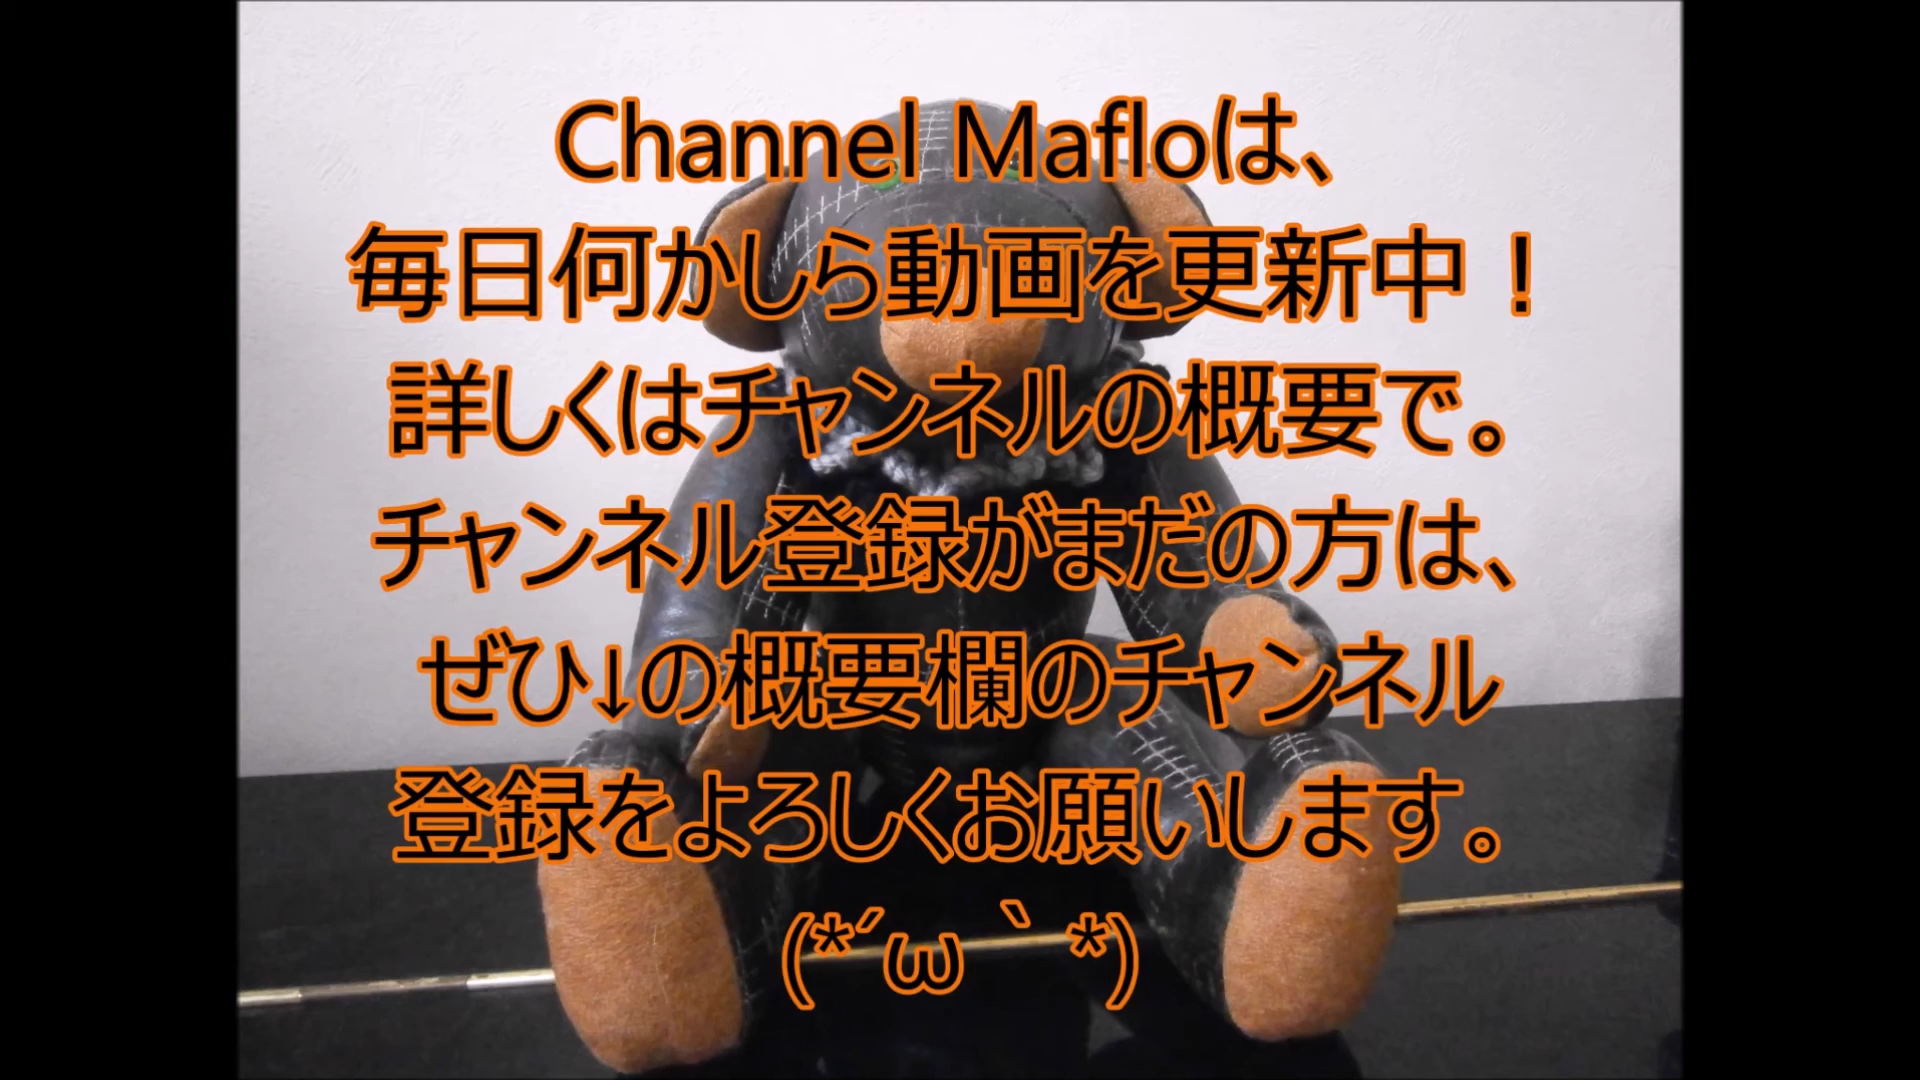 Channel Mafloは、
毎日何かしら動画を更新中！
詳しくはチャンネルの概要で。
チャンネル登録がまだの方は、
ぜひ↓の概要欄のチャンネル
登録をよろしくお願いします。
(*´ω｀*)